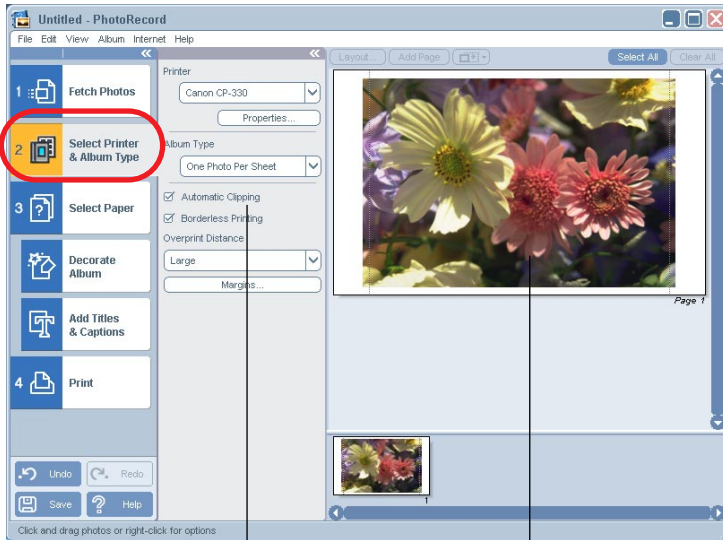 Untitled - PhotoRecord
File Edit View Album Internet Help
1 Fetch Photos
2 Select Printer
& Album Type
3 Select Paper
Decorate
Album
Add Titles
& Captions
4 Print
Undo
Redo
Save
Help
Printer
Canon CP-330
Properties...
Album Type
One Photo Per Sheet
Automatic Clipping
Borderless Printing
Overprint Distance
Large
Margins...
Layout... Add Page
Select All Clear All
Page 1
1
Click and drag photos or right-click for options